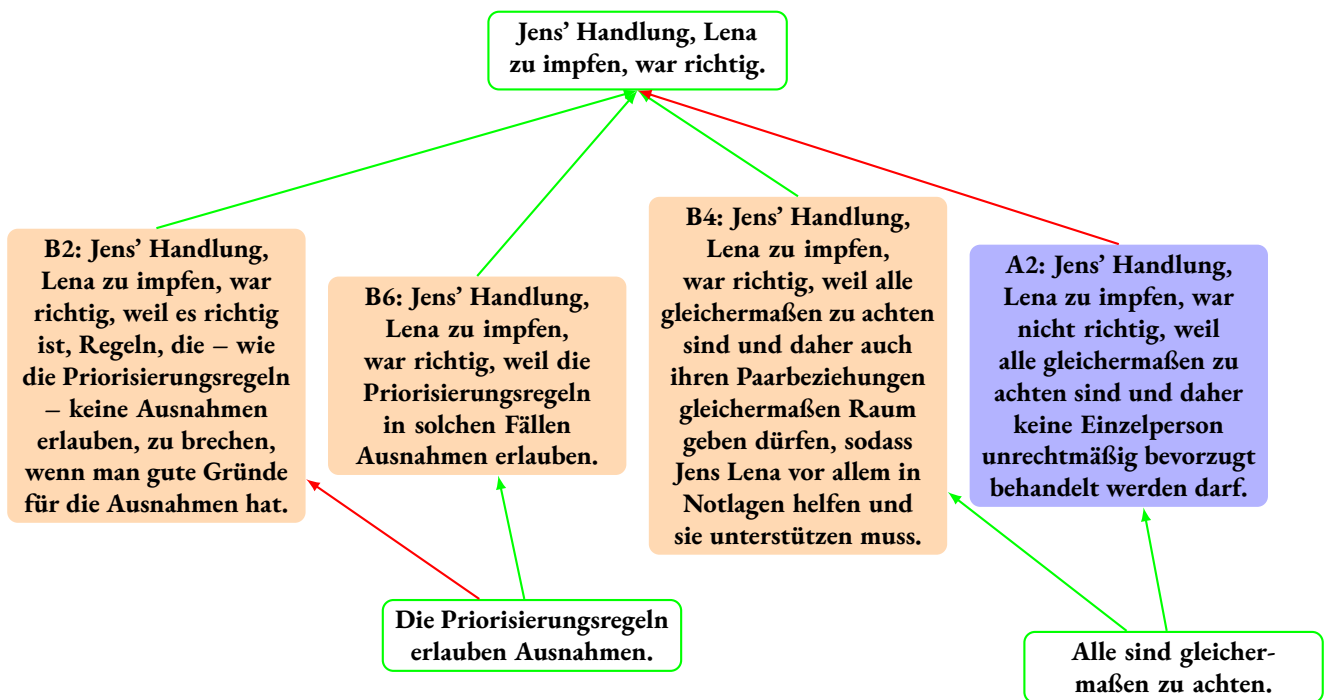 Jens’ Handlung, Lena
zu impfen, war richtig.
B2: Jens’ Handlung,
Lena zu impfen, war
richtig, weil es richtig
ist, Regeln, die – wie
die Priorisierungsregeln
– keine Ausnahmen
erlauben, zu brechen,
wenn man gute Gründe
für die Ausnahmen hat.
B6: Jens’ Handlung,
Lena zu impfen,
war richtig, weil die
Priorisierungsregeln
in solchen Fällen
Ausnahmen erlauben.
B4: Jens’ Handlung,
Lena zu impfen,
war richtig, weil alle
gleichermaßen zu achten
sind und daher auch
ihren Paarbeziehungen
gleichermaßen Raum
geben dürfen, sodass
Jens Lena vor allem in
Notlagen helfen und
sie unterstützen muss.
A2: Jens’ Handlung,
Lena zu impfen, war
nicht richtig, weil
alle gleichermaßen zu
achten sind und daher
keine Einzelperson
unrechtmäßig bevorzugt
behandelt werden darf.
Die Priorisierungsregeln
erlauben Ausnahmen.
Alle sind gleicher-
maßen zu achten.